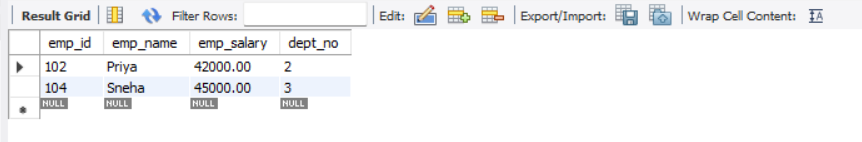 Result Grid Filter Rows: Edit: Export/Import: Wrap Cell Content: IA
emp_id emp_name emp_salary dept_no
102 Priya 42000.00 2
104 Sneha 45000.00 3
NULL NULL NULL NULL